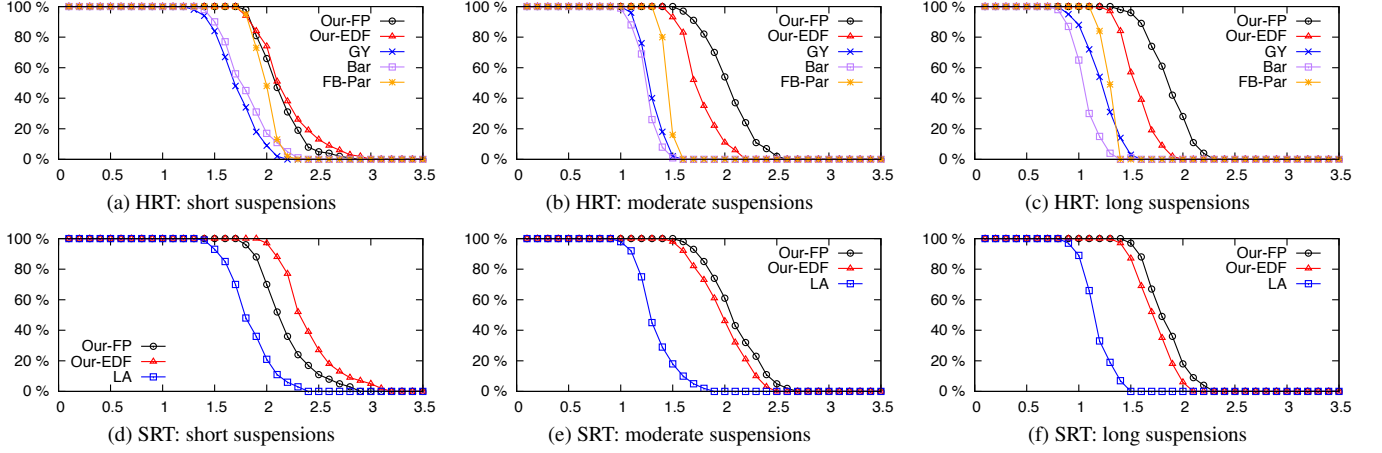 100 %
80 %
60 %
40 %
20 %
0 %
0 0.5 1 1.5 2 2.5 3 3.5
Our-FP
Our-EDF
GY
Bar
FB-Par
(a) HRT: short suspensions
100 %
80 %
60 %
40 %
20 %
0 %
0 0.5 1 1.5 2 2.5 3 3.5
Our-FP
Our-EDF
GY
Bar
FB-Par
(b) HRT: moderate suspensions
100 %
80 %
60 %
40 %
20 %
0 %
0 0.5 1 1.5 2 2.5 3 3.5
Our-FP
Our-EDF
GY
Bar
FB-Par
(c) HRT: long suspensions
100 %
80 %
60 %
40 %
20 %
0 %
0 0.5 1 1.5 2 2.5 3 3.5
Our-FP
Our-EDF
LA
(d) SRT: short suspensions
100 %
80 %
60 %
40 %
20 %
0 %
0 0.5 1 1.5 2 2.5 3 3.5
Our-FP
Our-EDF
LA
(e) SRT: moderate suspensions
100 %
80 %
60 %
40 %
20 %
0 %
0 0.5 1 1.5 2 2.5 3 3.5
Our-FP
Our-EDF
LA
(f) SRT: long suspensions